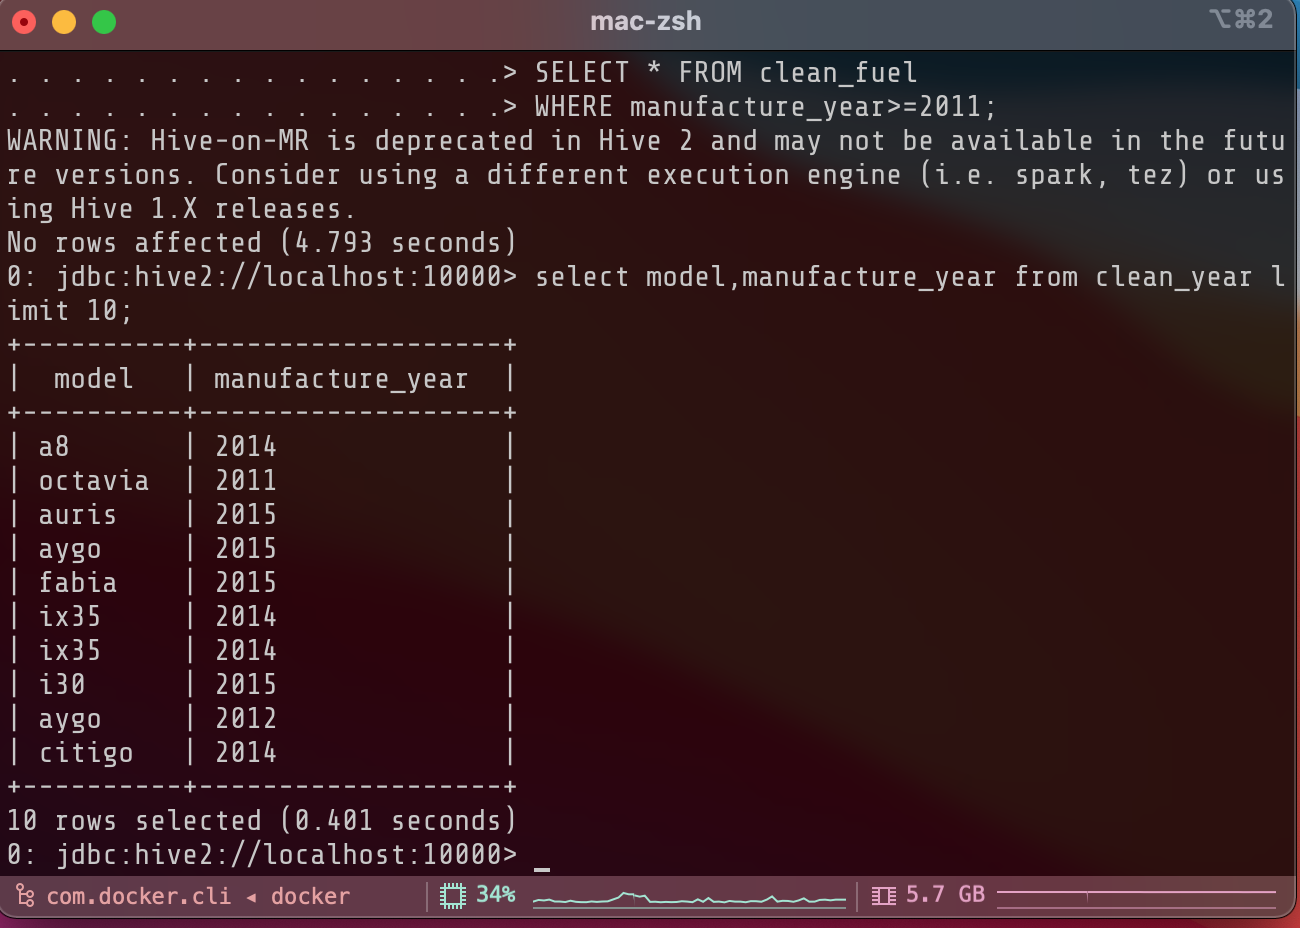 mac-zsh
⌥⌘2
. . . . . . . . . . . . . . . .> SELECT * FROM clean_fuel
. . . . . . . . . . . . . . . .> WHERE manufacture_year>=2011;
WARNING: Hive-on-MR is deprecated in Hive 2 and may not be available in the futu
re versions. Consider using a different execution engine (i.e. spark, tez) or us
ing Hive 1.X releases.
No rows affected (4.793 seconds)
0: jdbc:hive2://localhost:10000> select model,manufacture_year from clean_year l
imit 10;
+----------+-------------------+
|  model   | manufacture_year  |
+----------+-------------------+
| a8       | 2014              |
| octavia  | 2011              |
| auris    | 2015              |
| aygo     | 2015              |
| fabia    | 2015              |
| ix35     | 2014              |
| ix35     | 2014              |
| i30      | 2015              |
| aygo     | 2012              |
| citigo   | 2014              |
+----------+-------------------+
10 rows selected (0.401 seconds)
0: jdbc:hive2://localhost:10000> _
com.docker.cli ◂ docker
34%
5.7 GB